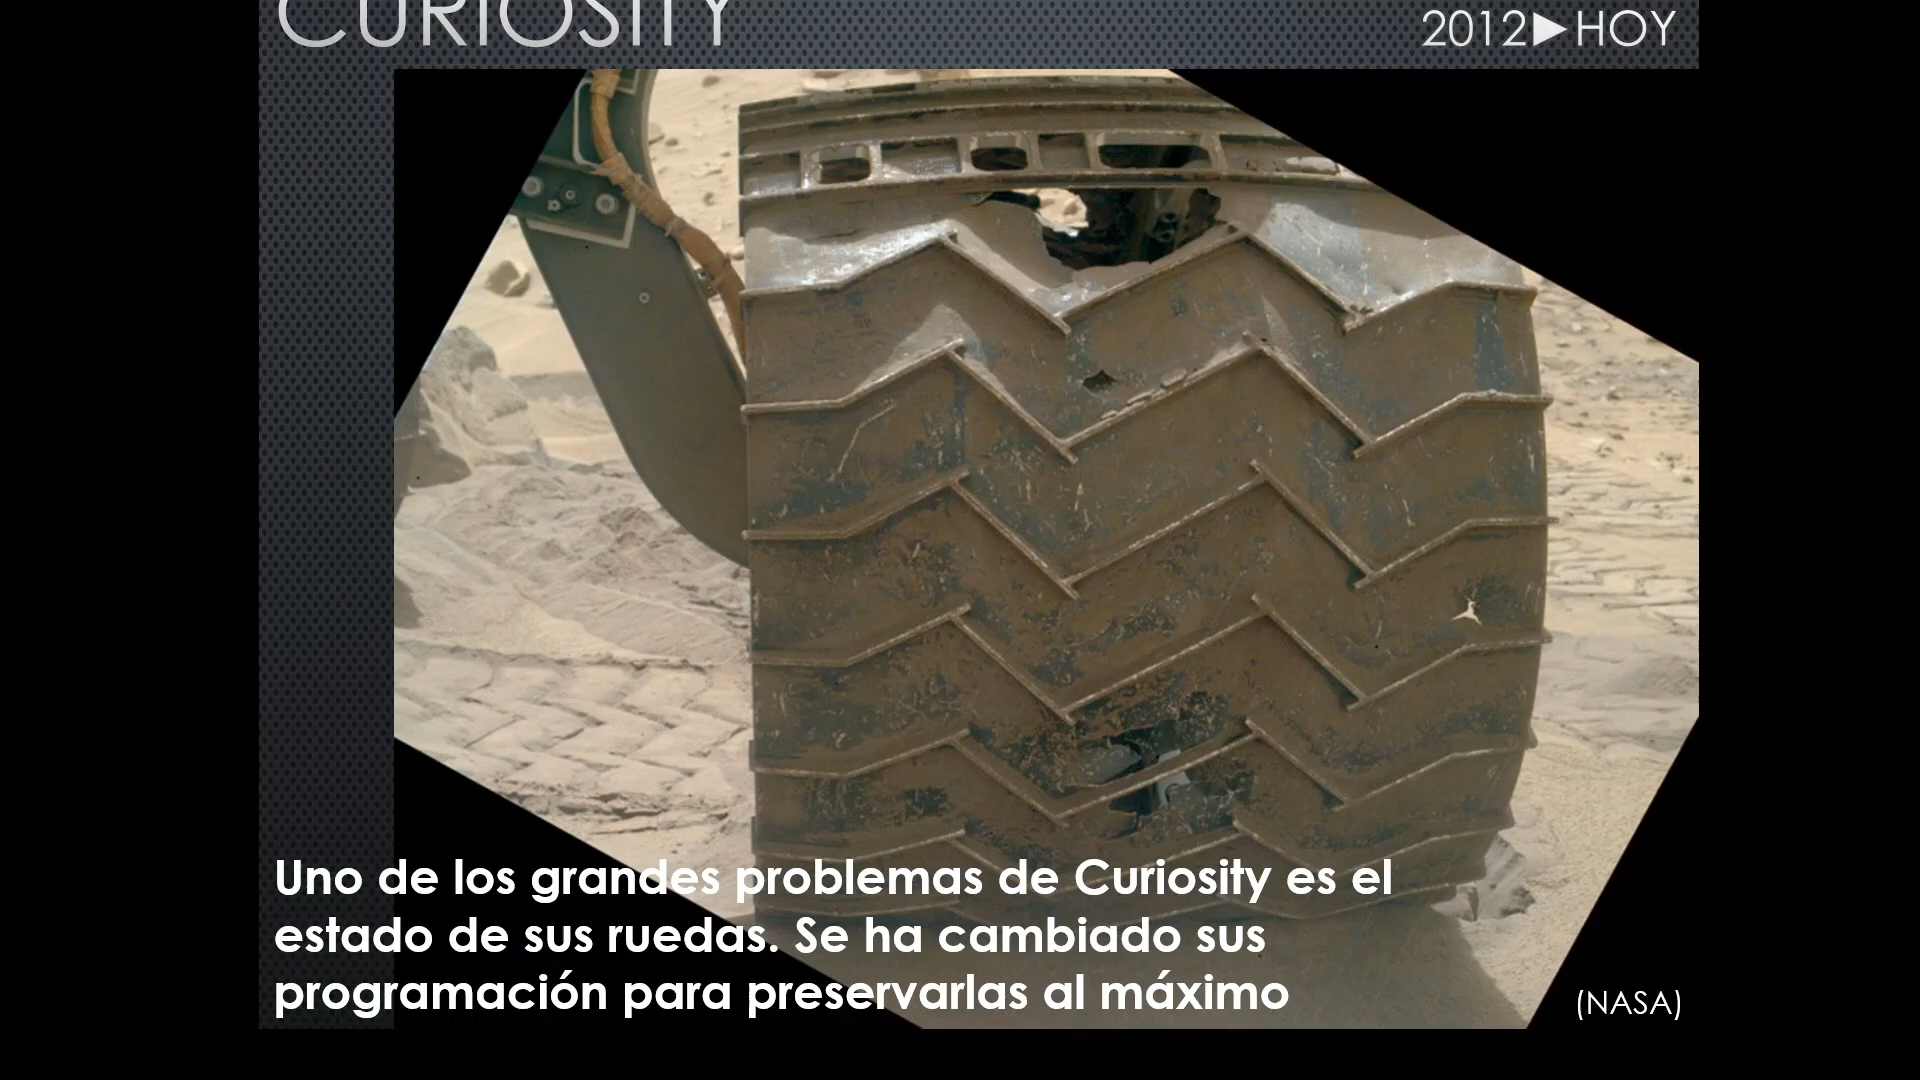 CURIOSITY
2012►HOY
Uno de los grandes problemas de Curiosity es el
estado de sus ruedas. Se ha cambiado sus
programación para preservarlas al máximo
(NASA)